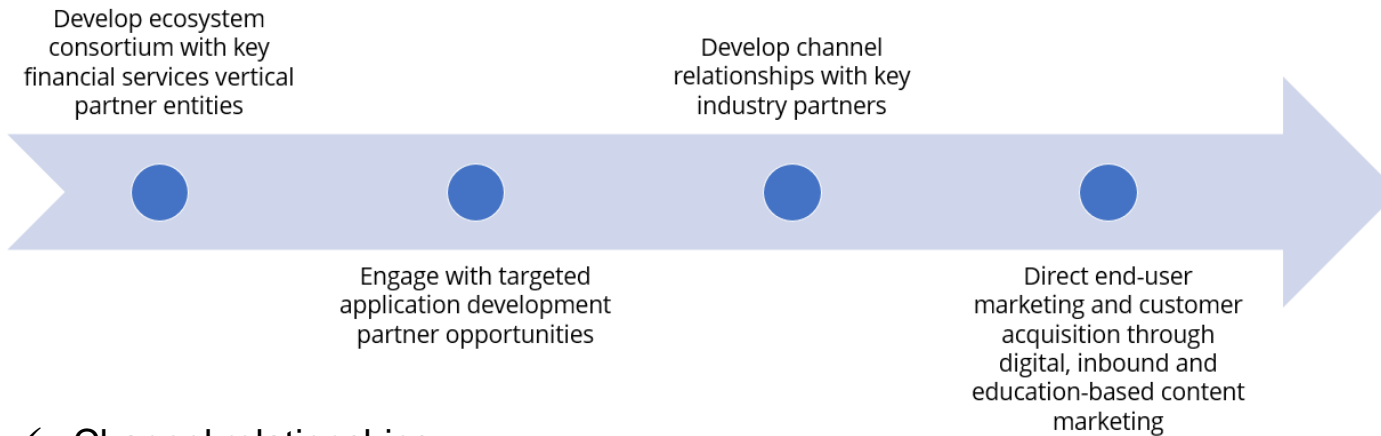 Develop ecosystem
consortium with key
financial services vertical
partner entities
Engage with targeted
application development
partner opportunities
Develop channel
relationships with key
industry partners
Direct end-user
marketing and customer
acquisition through
digital, inbound and
education-based content
marketing
Channel relationships